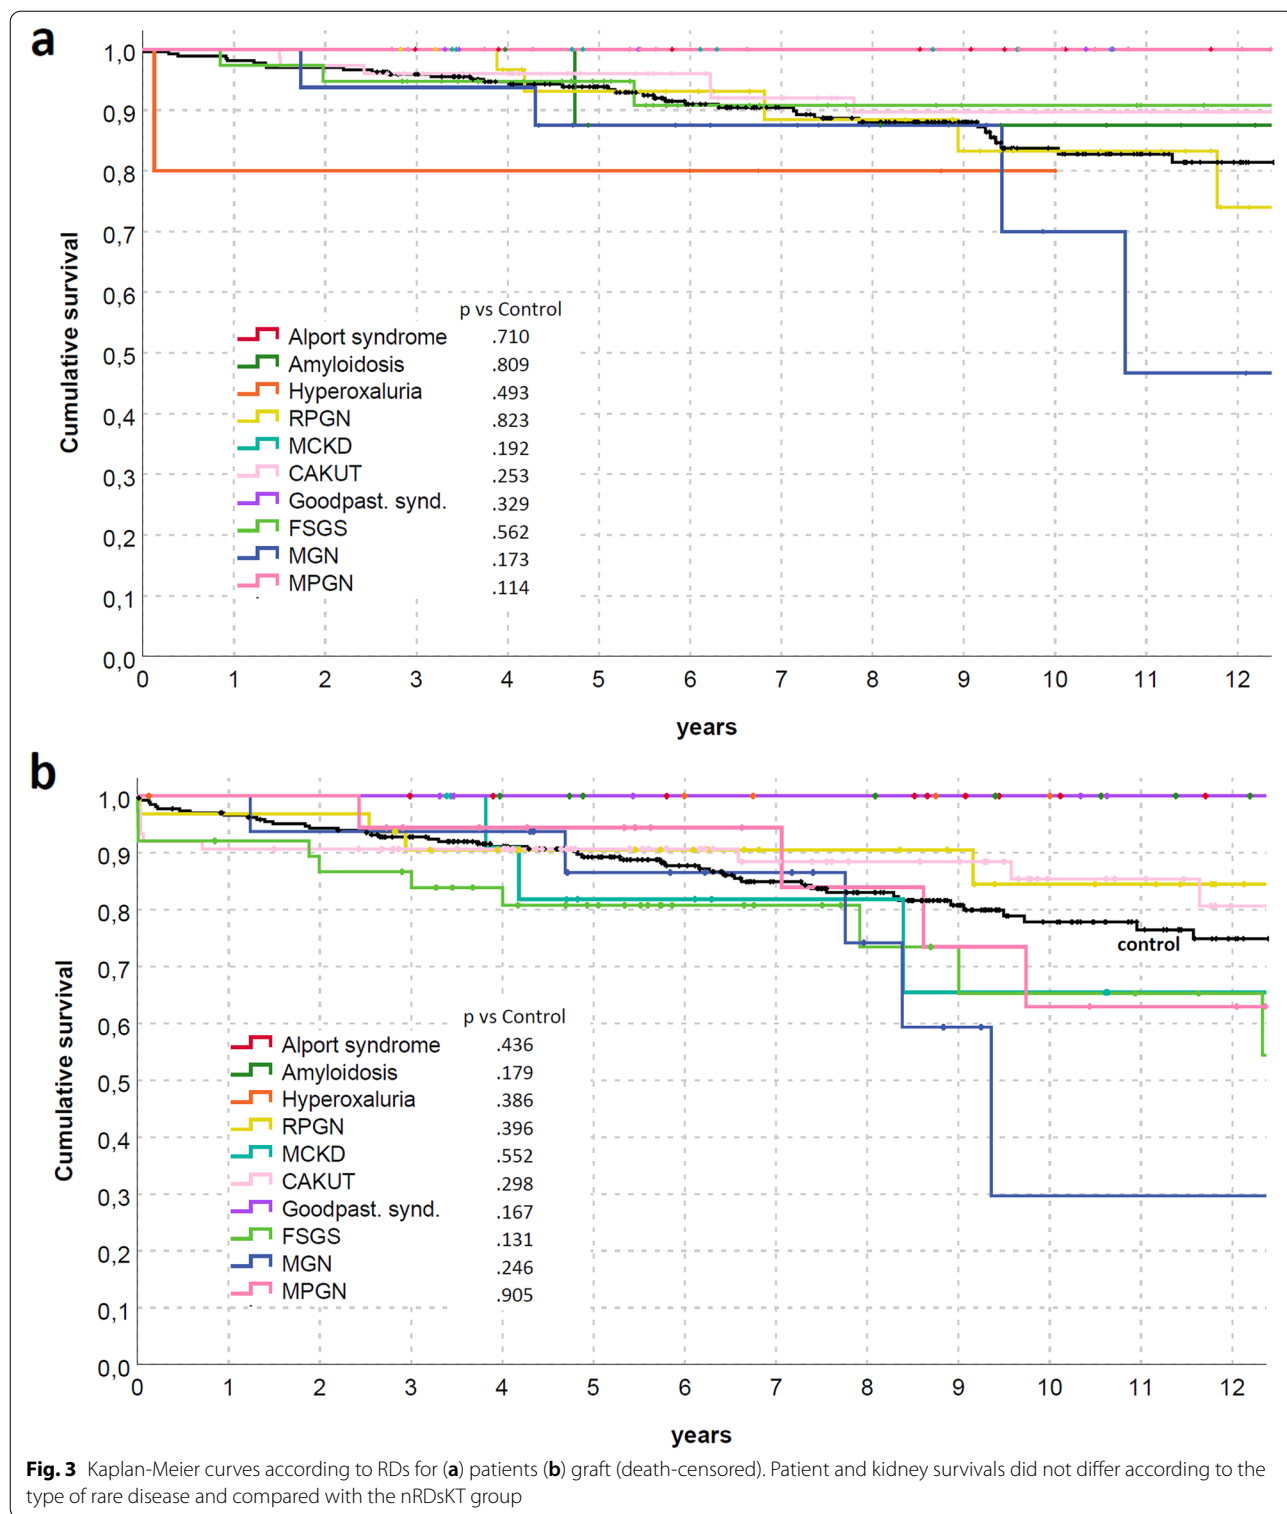 a
1,0
0,9
0,8
0,7
0,6
0,5
0,4
0,3
0,2
0,1
0,0
Cumulative survival
p vs Control
Alport syndrome .710
Amyloidosis .809
Hyperoxaluria .493
RPGN .823
MCKD .192
CAKUT .253
Goodpast. synd. .329
FSGS .562
MGN .173
MPGN .114
0 1 2 3 4 5 6 7 8 9 10 11 12
years
b
1,0
0,9
0,8
0,7
0,6
0,5
0,4
0,3
0,2
0,1
0,0
Cumulative survival
control
p vs Control
Alport syndrome .436
Amyloidosis .179
Hyperoxaluria .386
RPGN .396
MCKD .552
CAKUT .298
Goodpast. synd. .167
FSGS .131
MGN .246
MPGN .905
0 1 2 3 4 5 6 7 8 9 10 11 12
years
Fig. 3 Kaplan-Meier curves according to RDs for (a) patients (b) graft (death-censored). Patient and kidney survivals did not differ according to the
type of rare disease and compared with the nRDsKT group